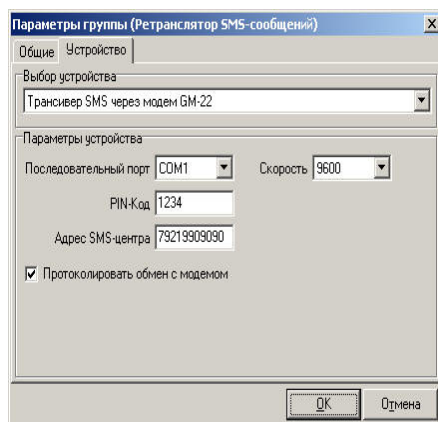 Параметры группы (Ретранслятор SMS-сообщений)
Общие Устройство
Выбор устройства
Трансивер SMS через модем GM-22
Параметры устройства
Последовательный порт COM1 Скорость 9600
PIN-Код 1234
Адрес SMS-центра 79219909090
Протоколировать обмен с модемом
OK Отмена